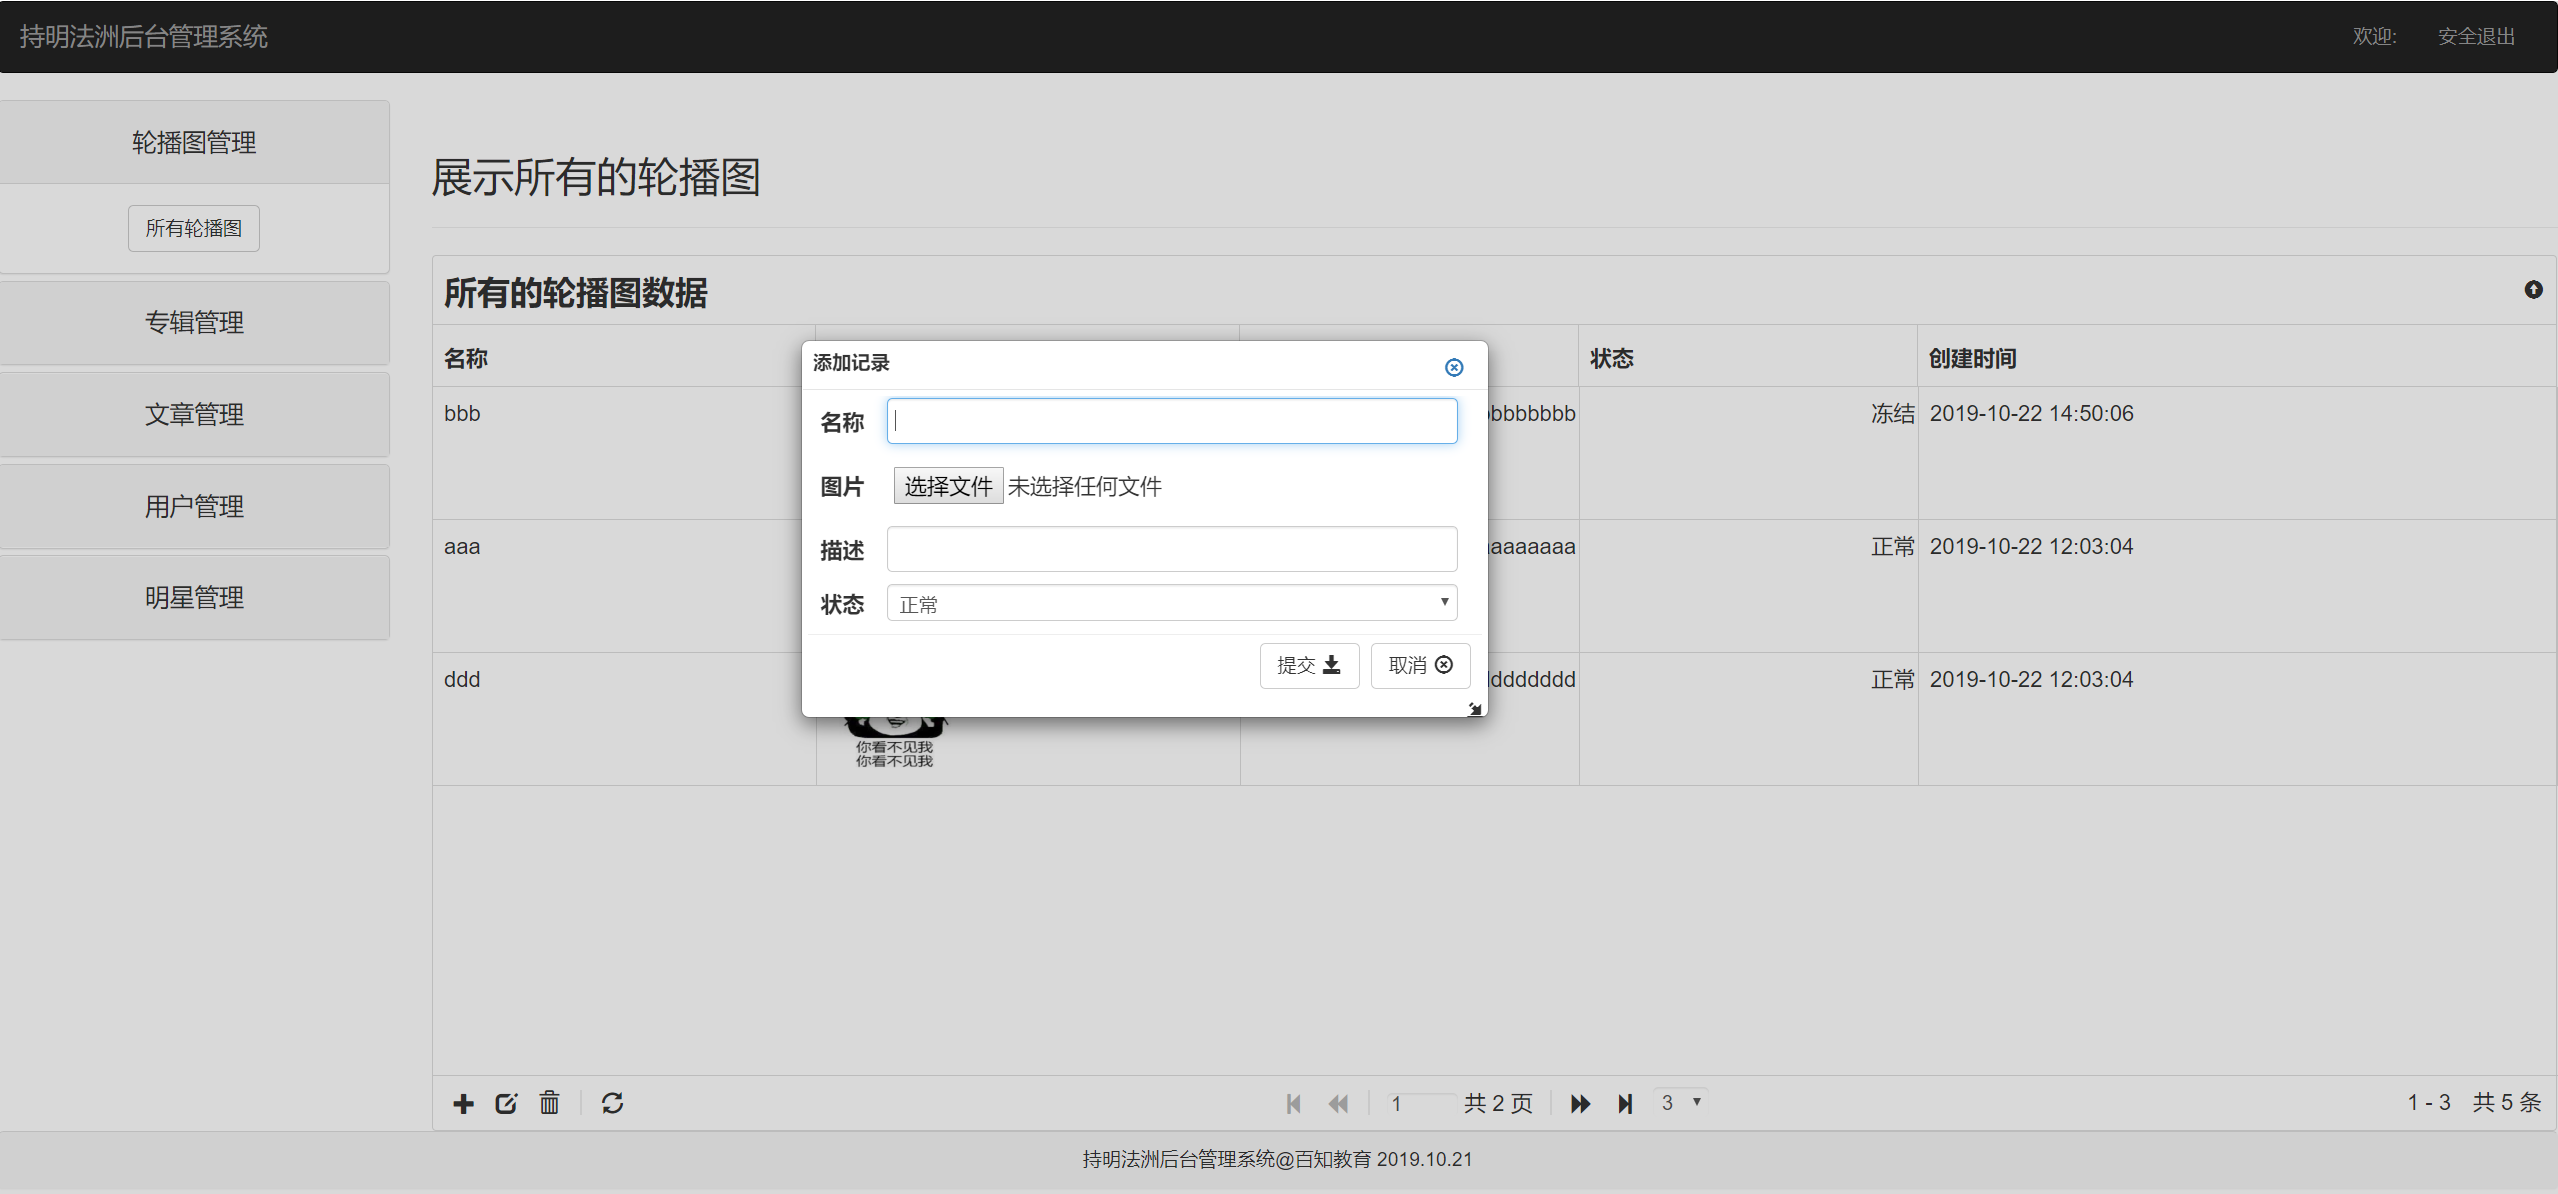 持明法洲后台管理系统
欢迎:
安全退出
轮播图管理
所有轮播图
专辑管理
文章管理
用户管理
明星管理
展示所有的轮播图
所有的轮播图数据
名称
状态
创建时间
bbb
bbbbbbb
冻结
2019-10-22 14:50:06
aaa
aaaaaaa
正常
2019-10-22 12:03:04
ddd
ddddddd
正常
2019-10-22 12:03:04
你看不见我
你看不见我
添加记录
名称
图片
选择文件 未选择任何文件
描述
状态
正常
提交
取消
1
共 2 页
3
1 - 3 共 5 条
持明法洲后台管理系统@百知教育 2019.10.21